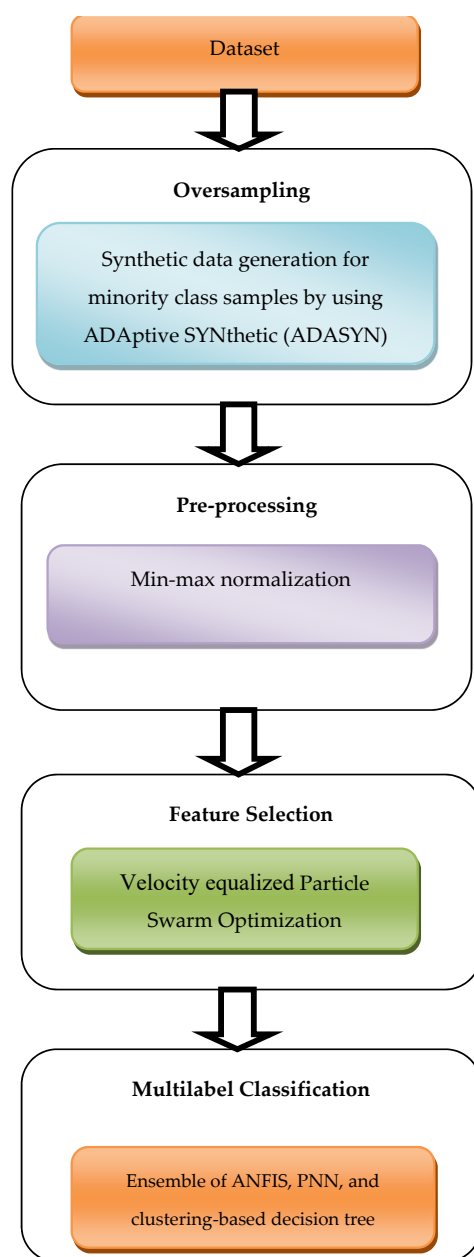 Dataset
Oversampling
Synthetic data generation for
minority class samples by using
ADAptive SYNthetic (ADASYN)
Pre-processing
Min-max normalization
Feature Selection
Velocity equalized Particle
Swarm Optimization
Multilabel Classification
Ensemble of ANFIS, PNN, and
clustering-based decision tree